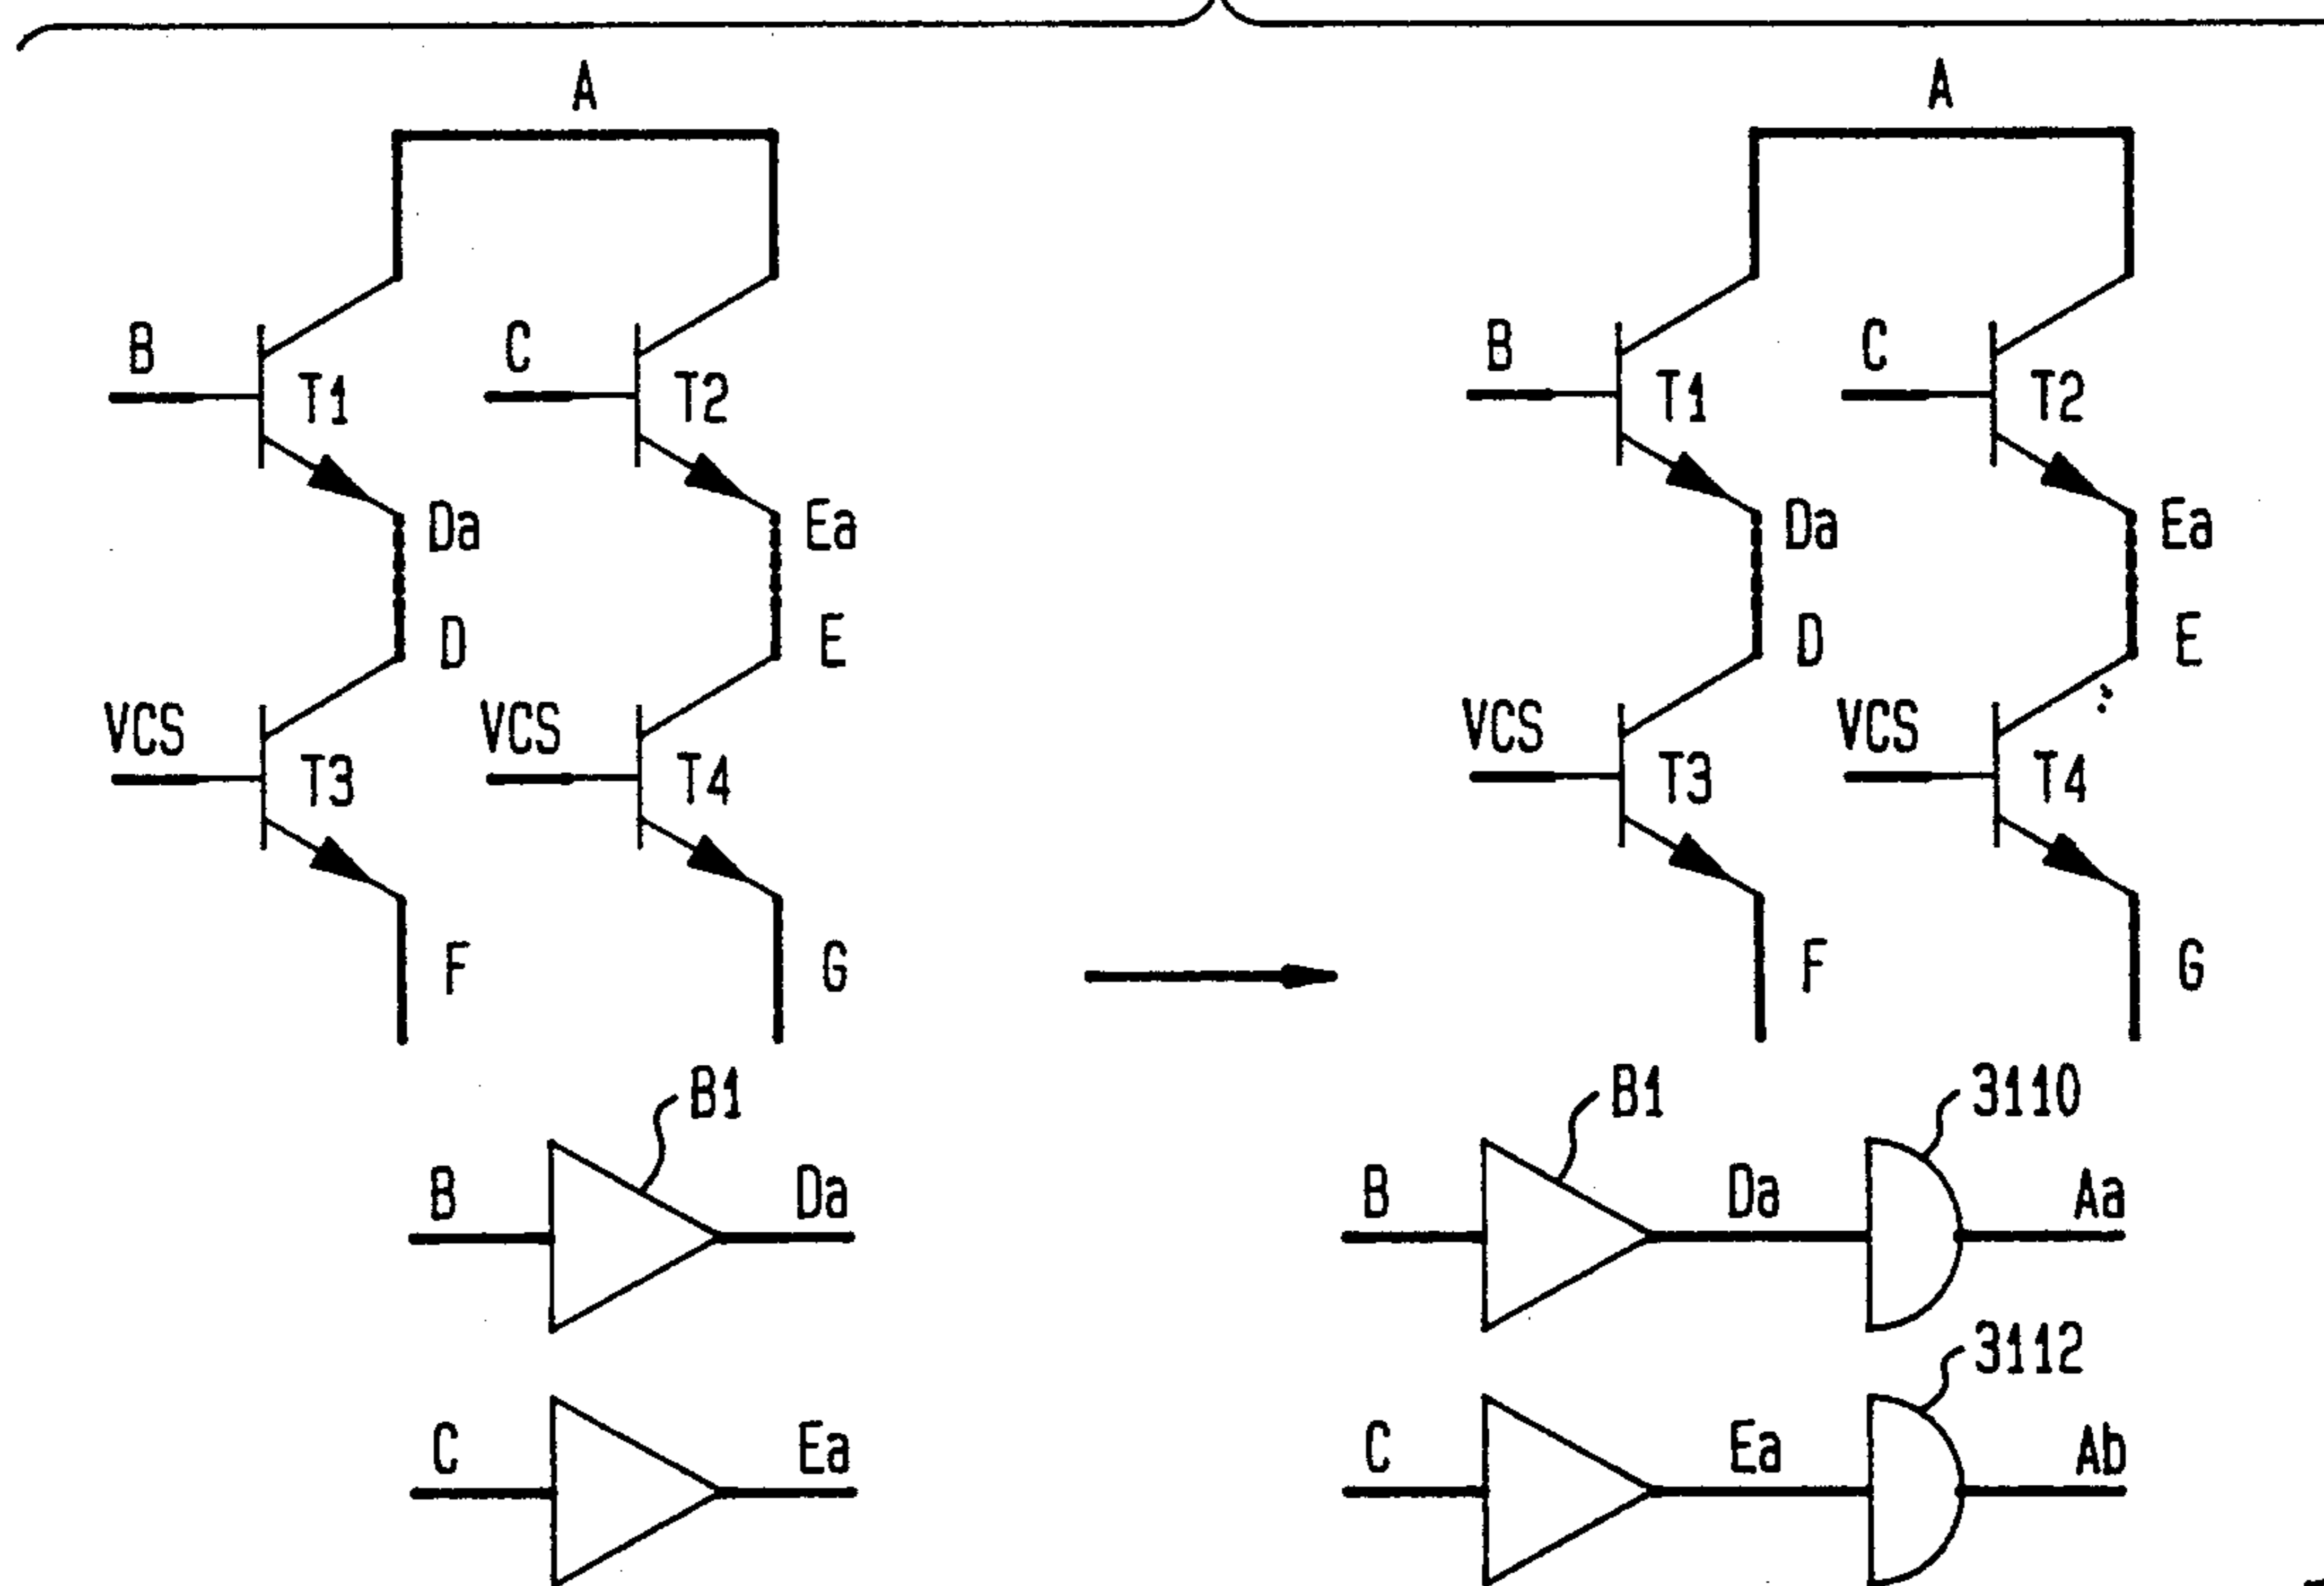 A A
B T1 C T2 B T1 C T2
Da Ea Da Ea
D E D E
VCS T3 VCS T4 VCS T3 VCS T4
F G F G
B1 B1 3110
B Da B Da Aa
3112
C Ea C Ea Ab